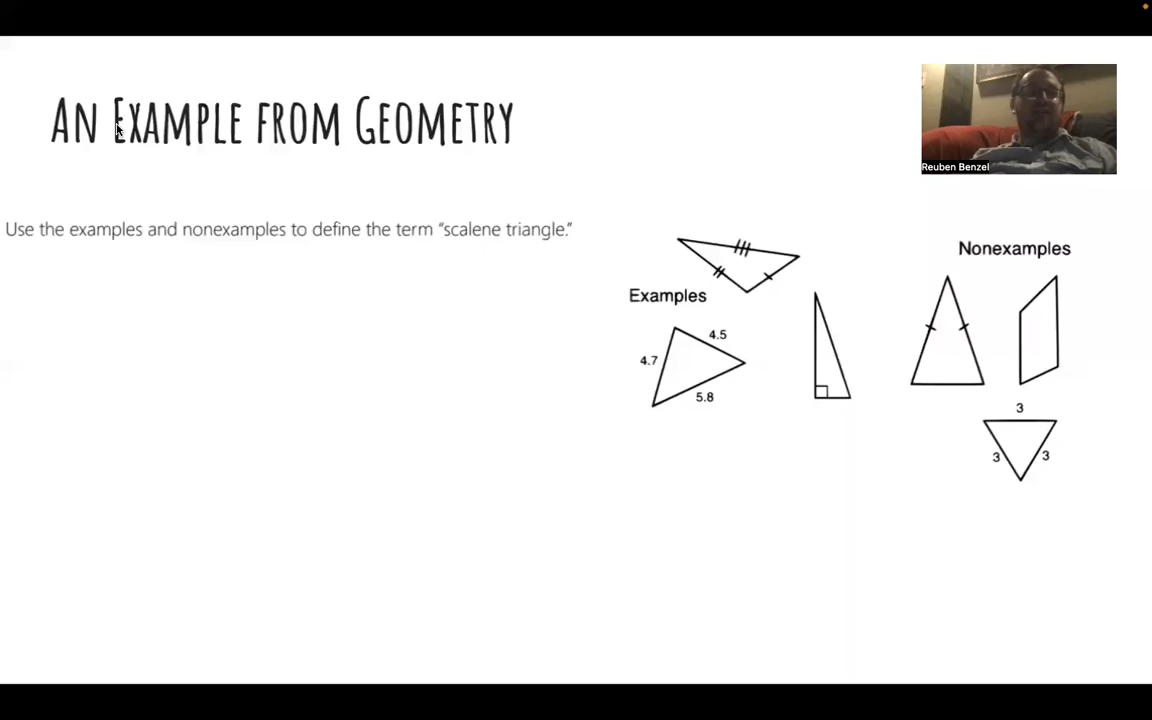 An Example from Geometry
Reuben Benzel
Use the examples and nonexamples to define the term “scalene triangle.”
Nonexamples
Examples
4.5
4.7
5.8
3
3
3